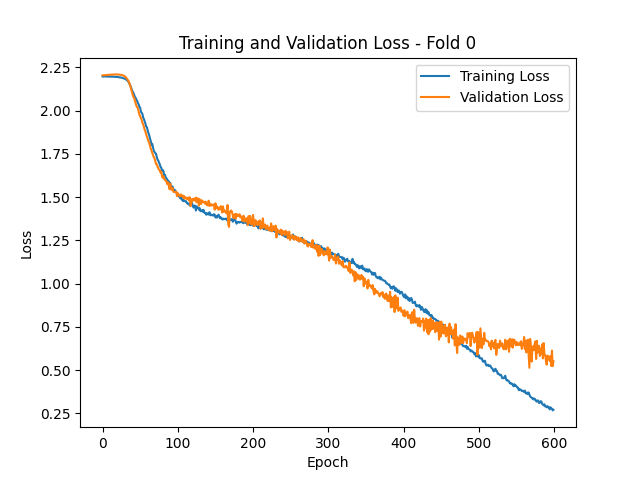 Training and Validation Loss - Fold 0
Training Loss
Validation Loss
Loss
2.25
2.00
1.75
1.50
1.25
1.00
0.75
0.50
0.25
0 100 200 300 400 500 600
Epoch